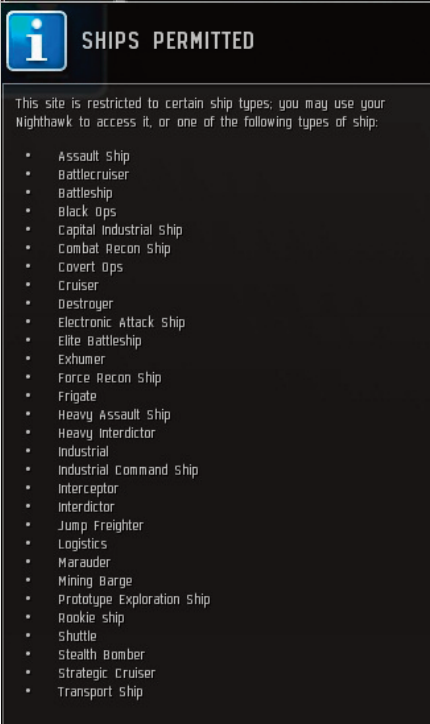 SHIPS PERMITTED
This site is restricted to certain ship types; you may use your
Nighthawk to access it, or one of the following types of ship:
• Assault Ship
• Battlecruiser
• Battleship
• Black Ops
• Capital Industrial Ship
• Combat Recon Ship
• Covert Ops
• Cruiser
• Destroyer
• Electronic Attack Ship
• Elite Battleship
• Exhumer
• Force Recon Ship
• Frigate
• Heavy Assault Ship
• Heavy Interdictor
• Industrial
• Industrial Command Ship
• Interceptor
• Interdictor
• Jump Freighter
• Logistics
• Marauder
• Mining Barge
• Prototype Exploration Ship
• Rookie ship
• Shuttle
• Stealth Bomber
• Strategic Cruiser
• Transport Ship